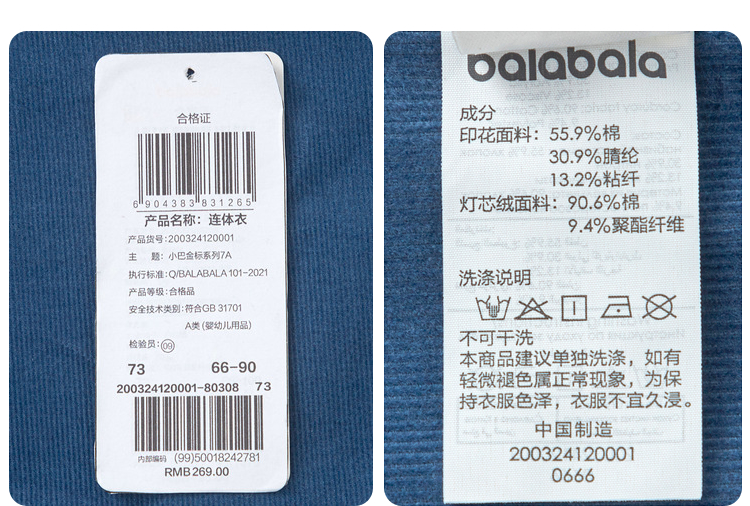 合格证
6 904383 831265
产品名称：连体衣
产品货号：200324120001
主 题：小巴金标系列7A
执行标准：Q/BALABALA 101-2021
产品等级：合格品
安全技术类别：符合GB 31701
A类 (婴幼儿用品)
检验员：09
73 66-90
200324120001-80308 73
内部编码 (99)50018242781
RMB 269.00
balabala
成分
印花面料：55.9%棉
30.9%腈纶
13.2%粘纤
灯芯绒面料：90.6%棉
9.4%聚酯纤维
洗涤说明
不可干洗
本商品建议单独洗涤，如有
轻微褪色属正常现象，为保
持衣服色泽，衣服不宜久浸。
中国制造
200324120001
0666